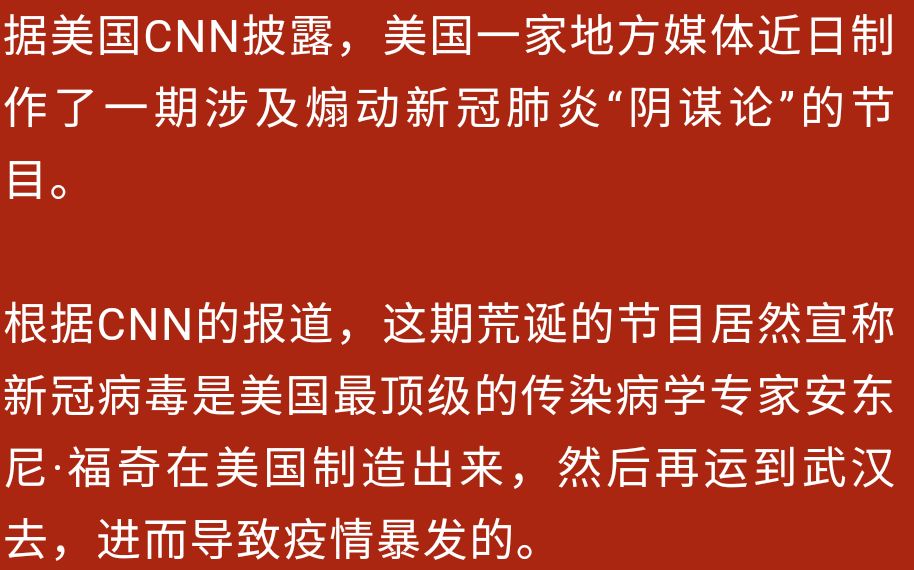 据美国CNN披露，美国一家地方媒体近日制
作了一期涉及煽动新冠肺炎“阴谋论”的节
目。
根据CNN的报道，这期荒诞的节目居然宣称
新冠病毒是美国最顶级的传染病学专家安东
尼·福奇在美国制造出来，然后再运到武汉
去，进而导致疫情暴发的。